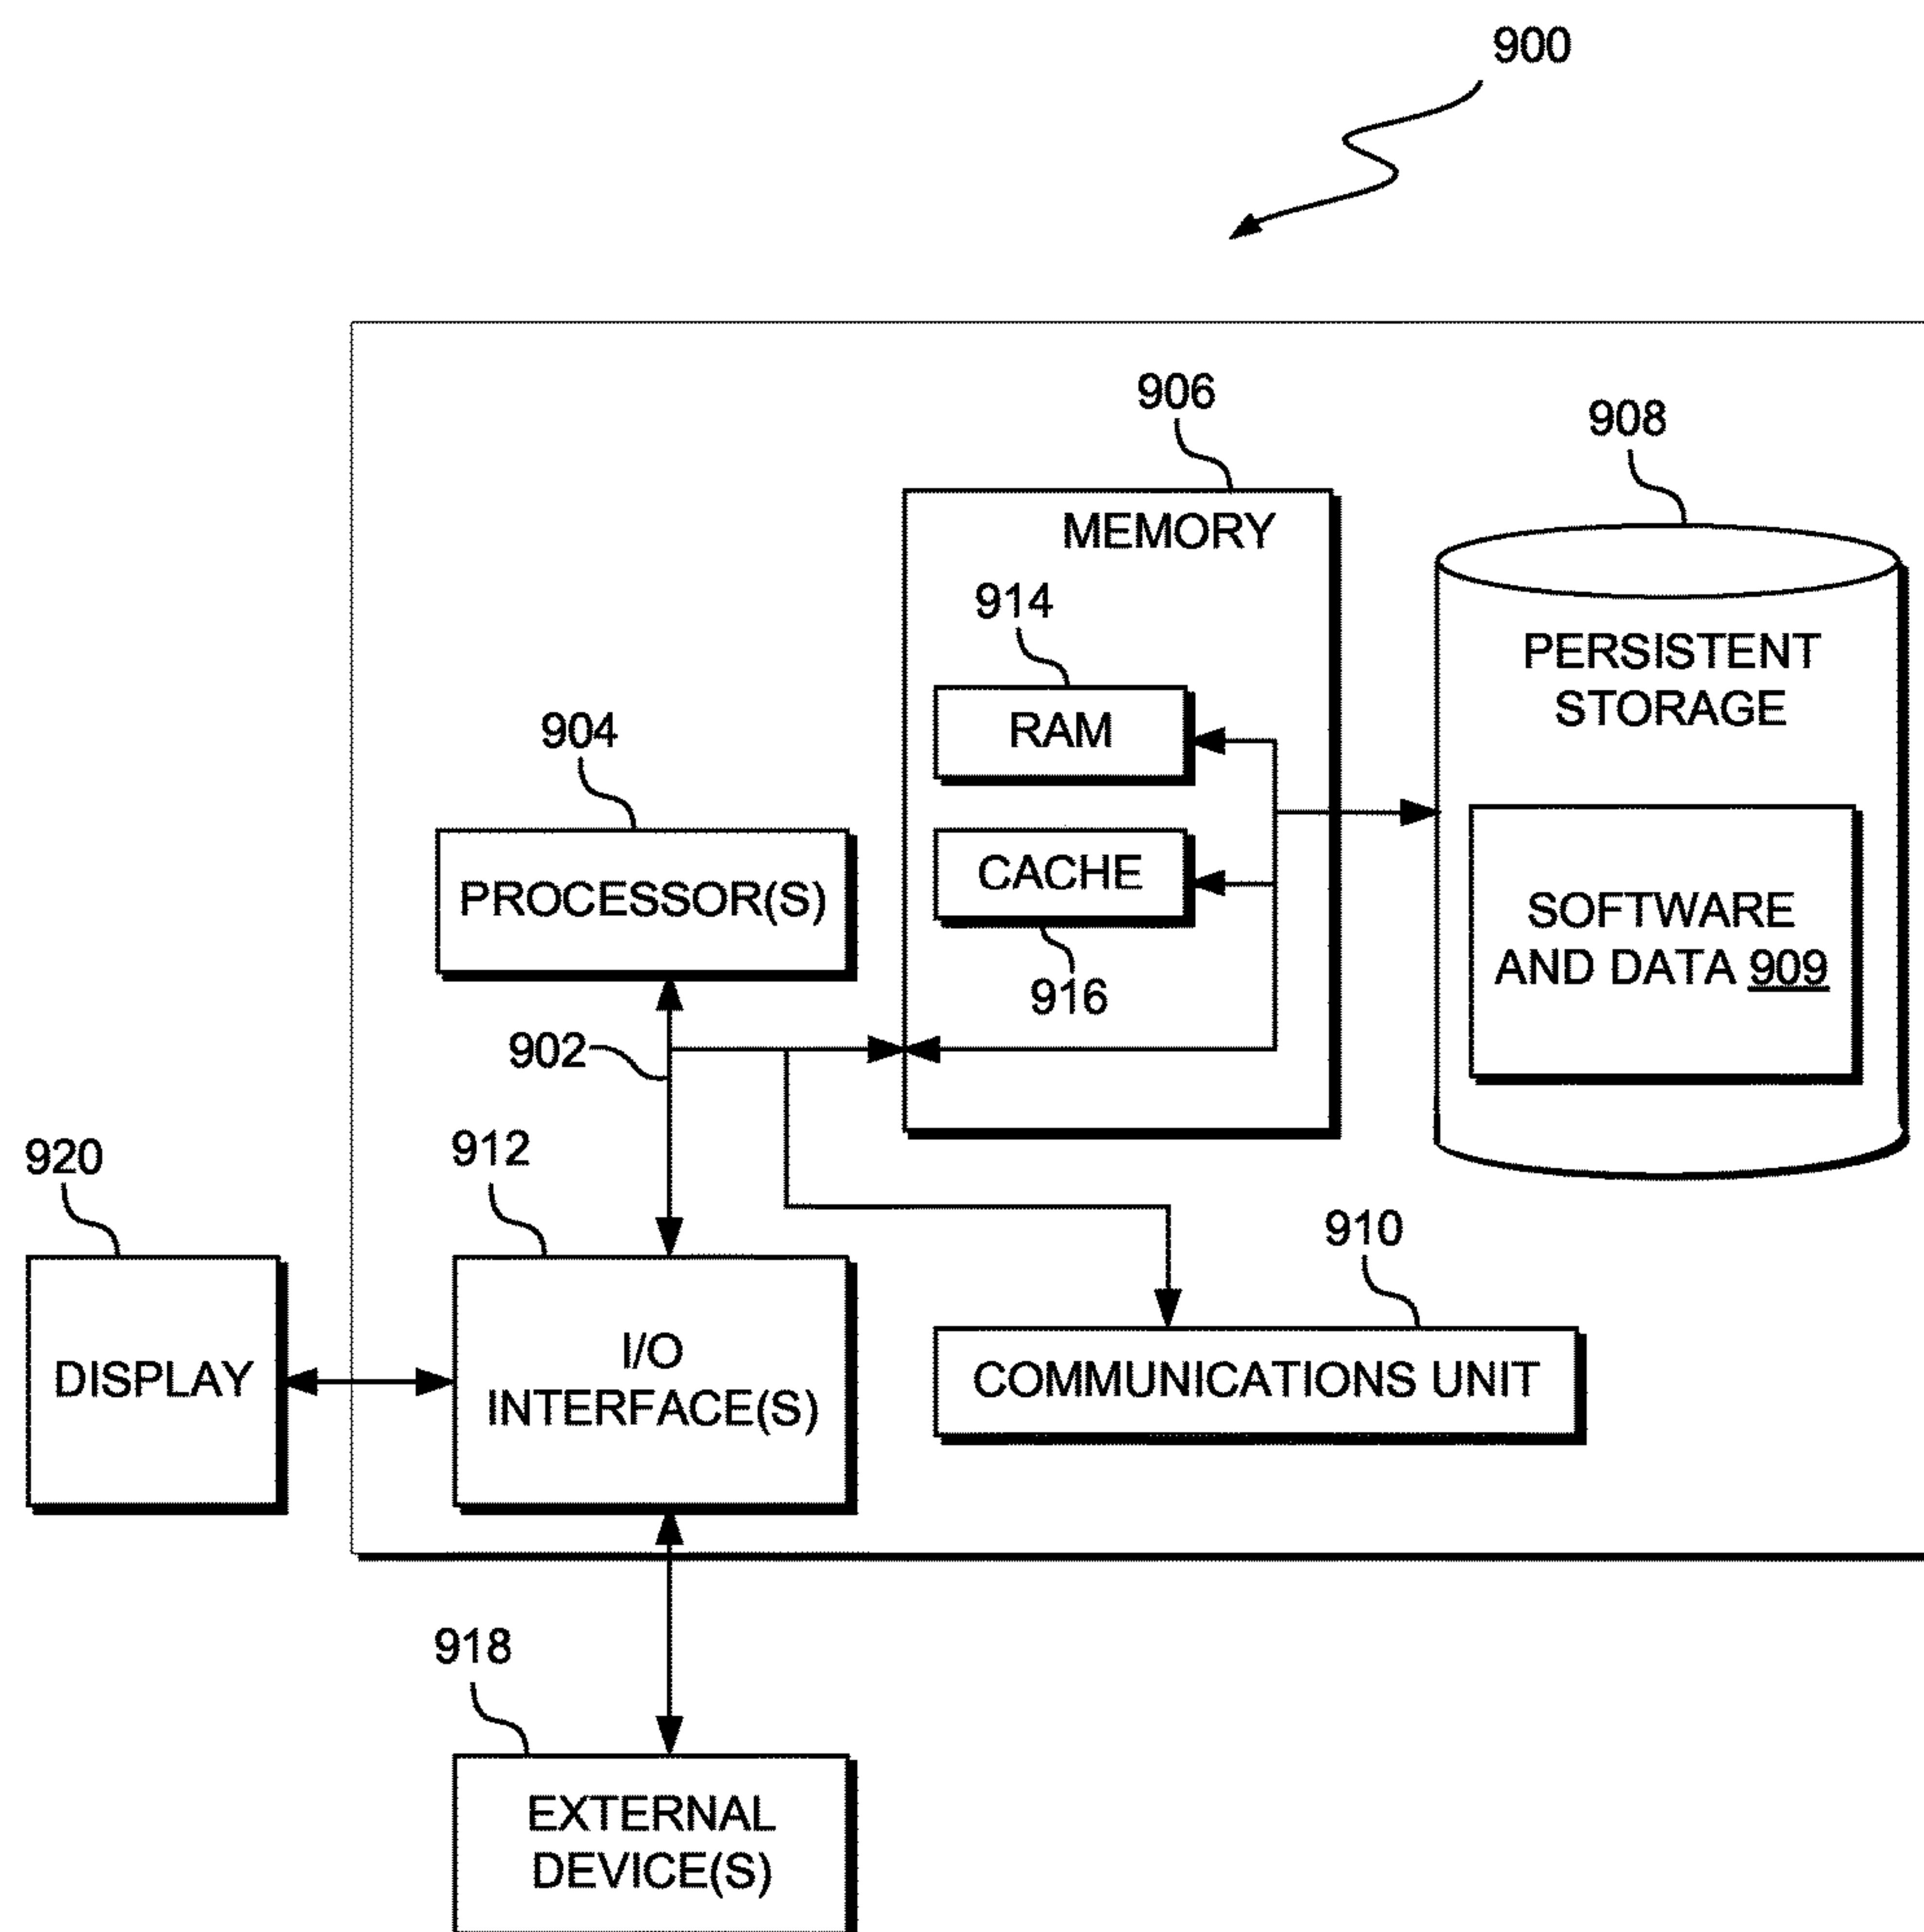 900
906
908
MEMORY
914
PERSISTENT
STORAGE
RAM
904
CACHE
PROCESSOR(S)
SOFTWARE
AND DATA 909
916
902
912
920
910
I/O
INTERFACE(S)
DISPLAY
COMMUNICATIONS UNIT
918
EXTERNAL
DEVICE(S)